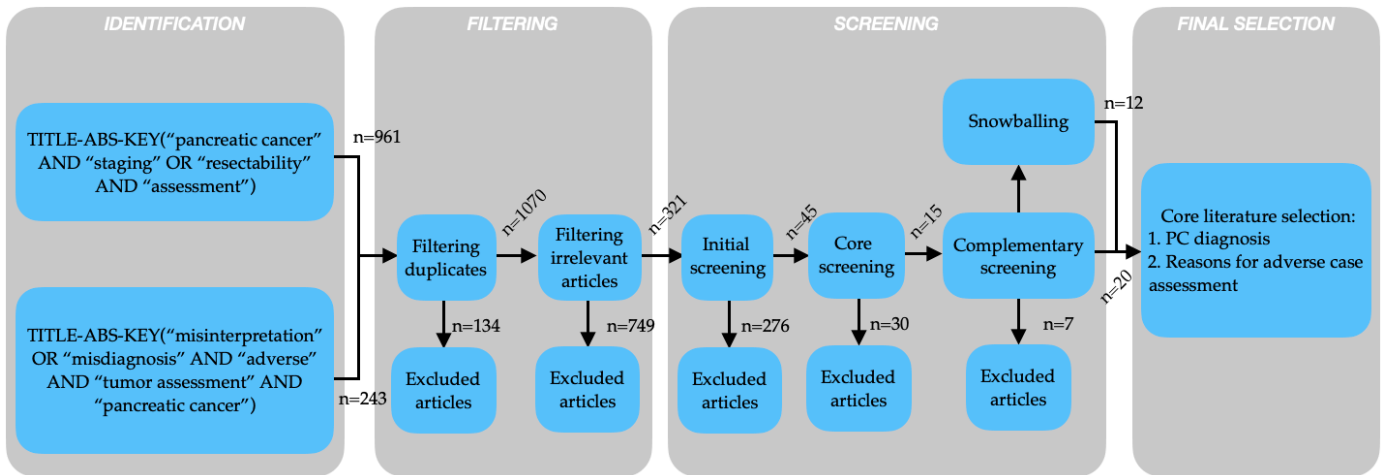 IDENTIFICATION
FILTERING
SCREENING
FINAL SELECTION
TITLE-ABS-KEY(“pancreatic cancer”
AND “staging” OR “resectability”
AND “assessment”)
n=961
TITLE-ABS-KEY(“misinterpretation”
OR “misdiagnosis” AND “adverse”
AND “tumor assessment” AND
“pancreatic cancer”)
n=243
Filtering
duplicates
n=1070
n=134
Excluded
articles
Filtering
irrelevant
articles
n=321
n=749
Excluded
articles
Initial
screening
n=45
n=276
Excluded
articles
Core
screening
n=15
n=30
Excluded
articles
Snowballing
n=12
Complementary
screening
n=20
n=7
Excluded
articles
Core literature selection:
1. PC diagnosis
2. Reasons for adverse case
assessment